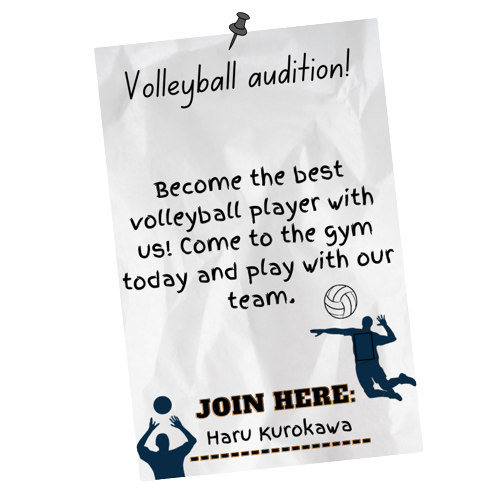 Volleyball audition!
Become the best
volleyball player with
us! Come to the gym
today and play with our
team.
JOIN HERE:
Haru Kurokawa